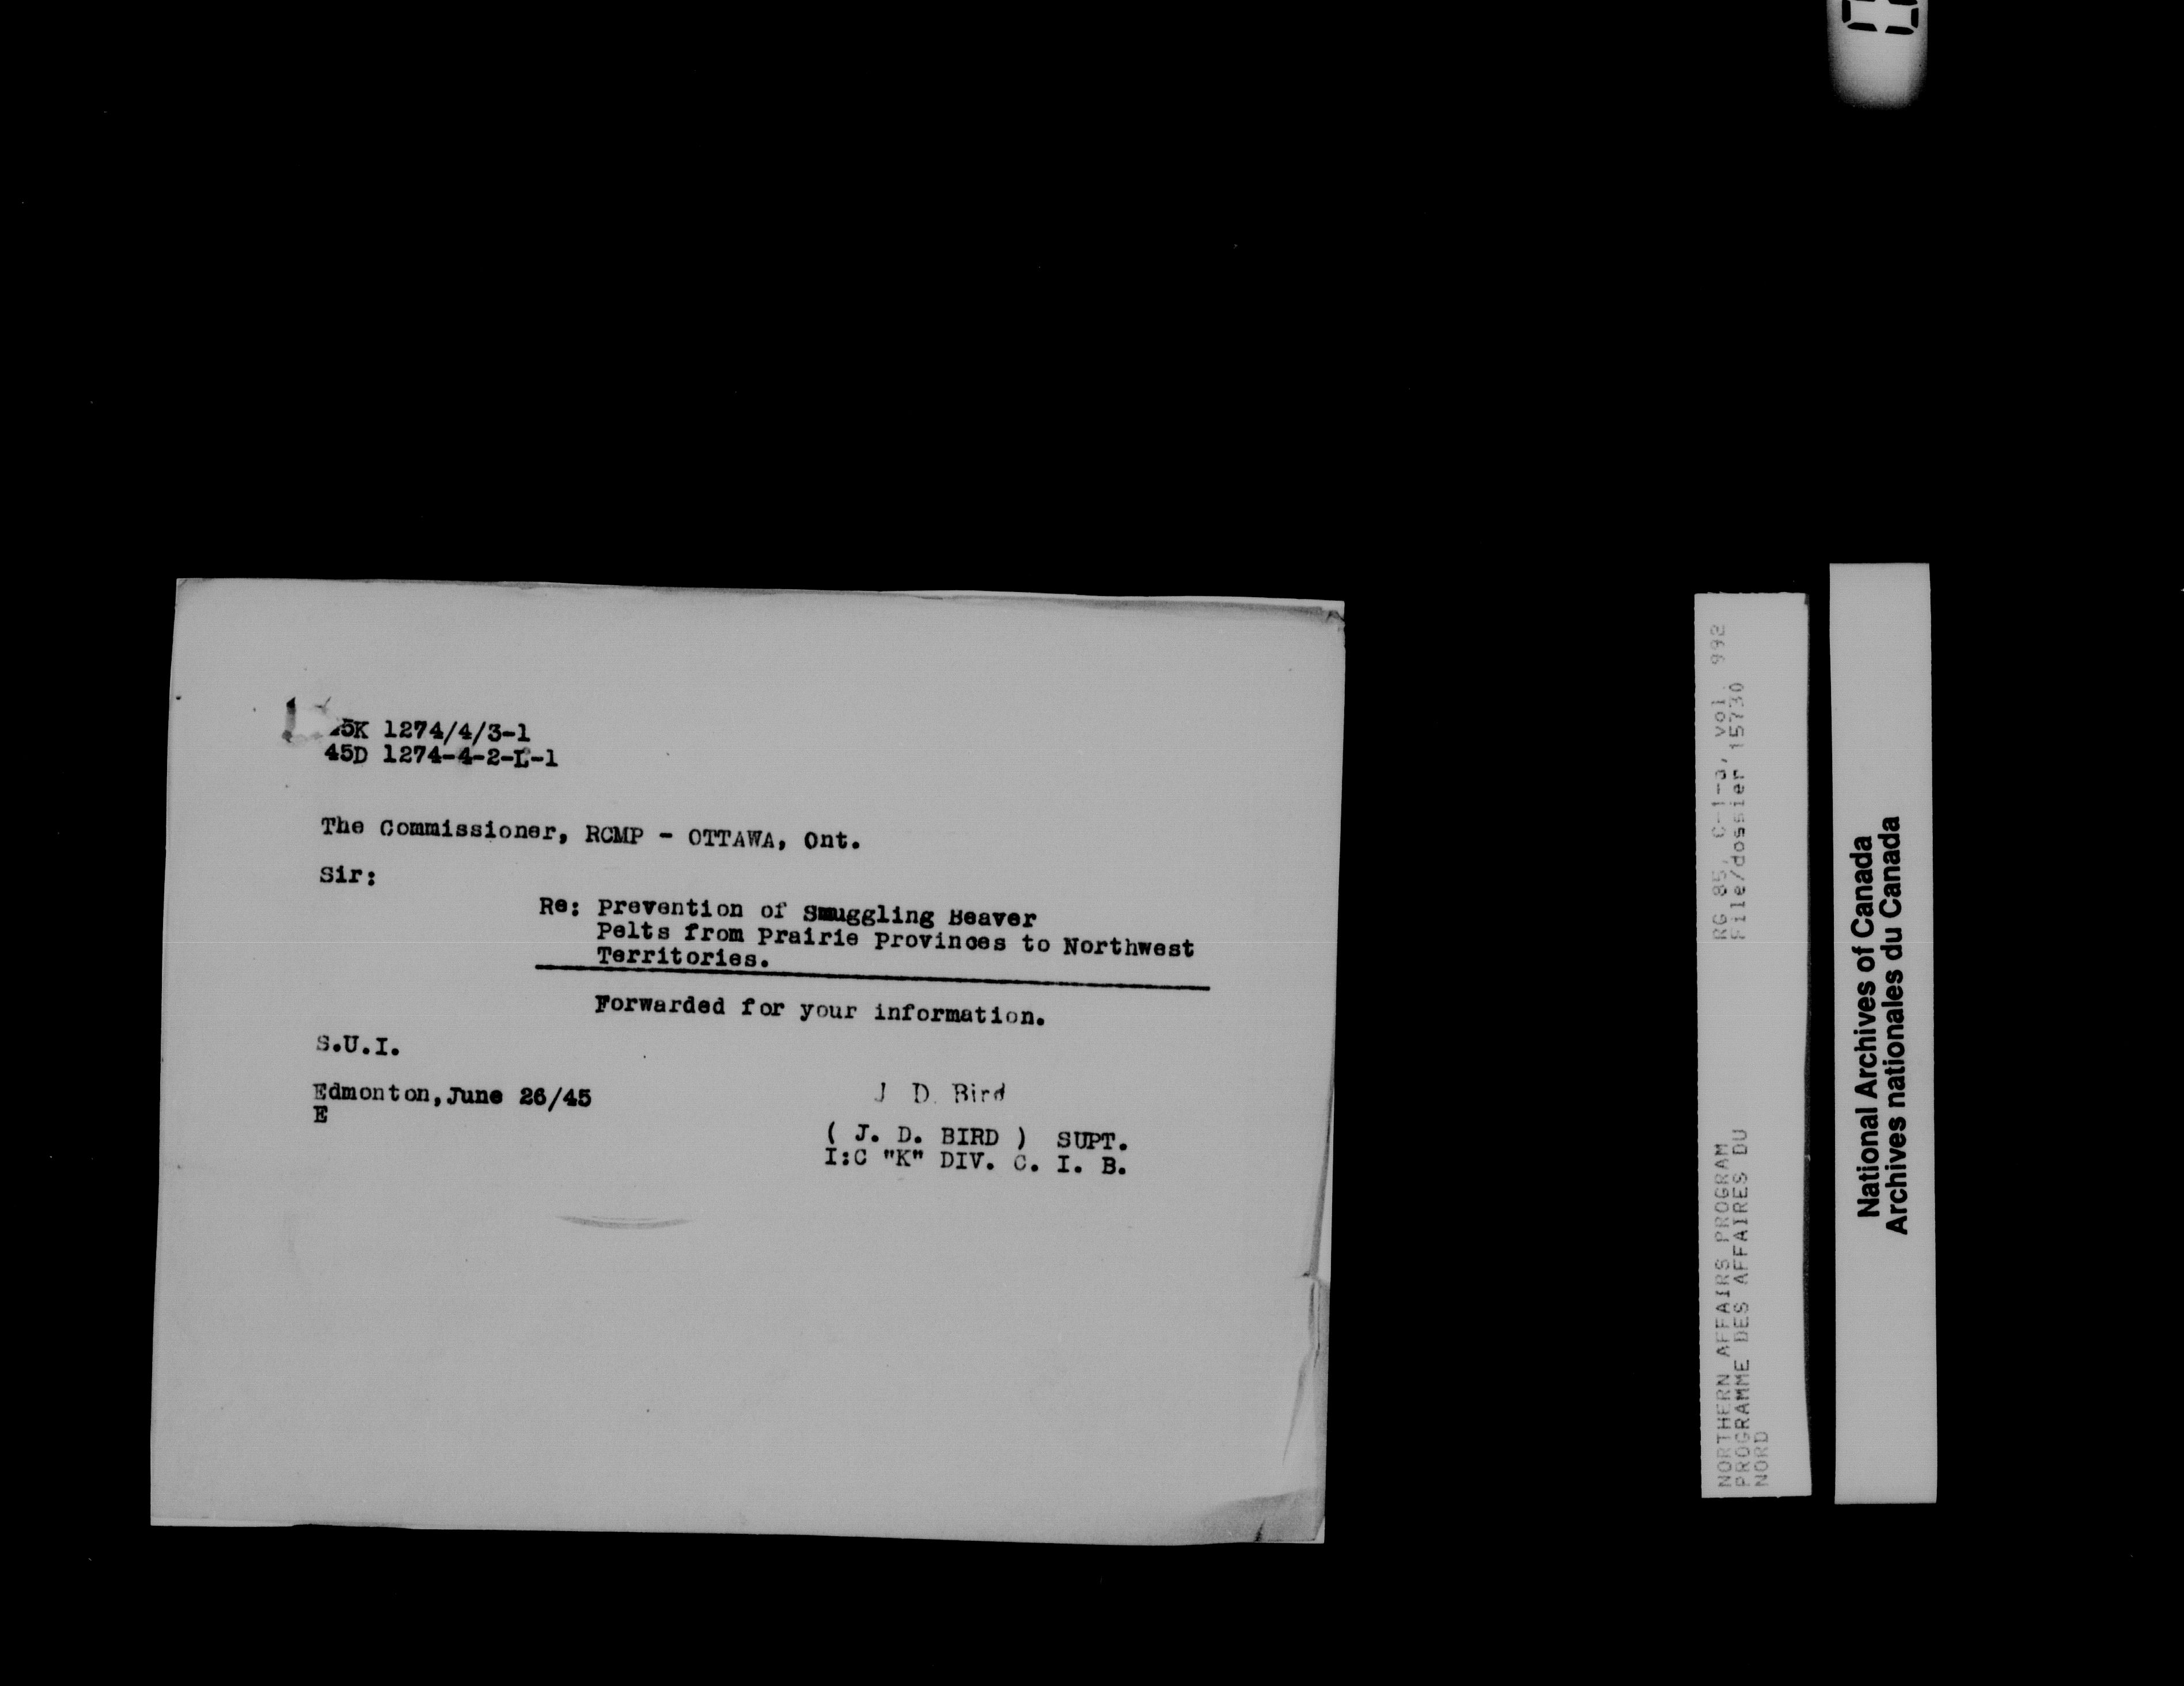 5K 1274/4/3-1
45D 1274-4-2-L-1
The Commissioner, RCMP - OTTAWA, Ont.
Sir:
Re: Prevention of Smuggling Beaver
Pelts from Prairie Provinces to Northwest
Territories.
Forwarded for your information.
S.U.I.
Edmonton, June 26/45
E
J D. Bird
( J. D. BIRD ) SUPT.
I:C "K" DIV. C. I. B.
RG 85, C-1-a, vol. 992
File/dossier 15730
NORTHERN AFFAIRS PROGRAM
PROGRAMME DES AFFAIRES DU
NORD
National Archives of Canada
Archives nationales du Canada